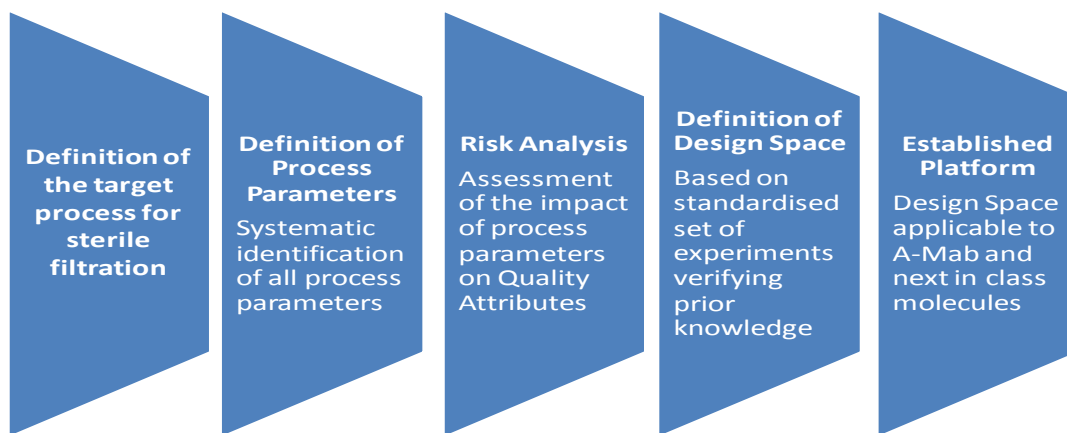 Definition of
the target
process for
sterile
filtration
Definition of
Process
Parameters
Systematic
identification
of all process
parameters
Risk Analysis
Assessment
of the impact
of process
parameters
on Quality
Attributes
Definition of
Design Space
Based on
standardised
set of
experiments
verifying
prior
knowledge
Established
Platform
Design Space
applicable to
A-Mab and
next in class
molecules